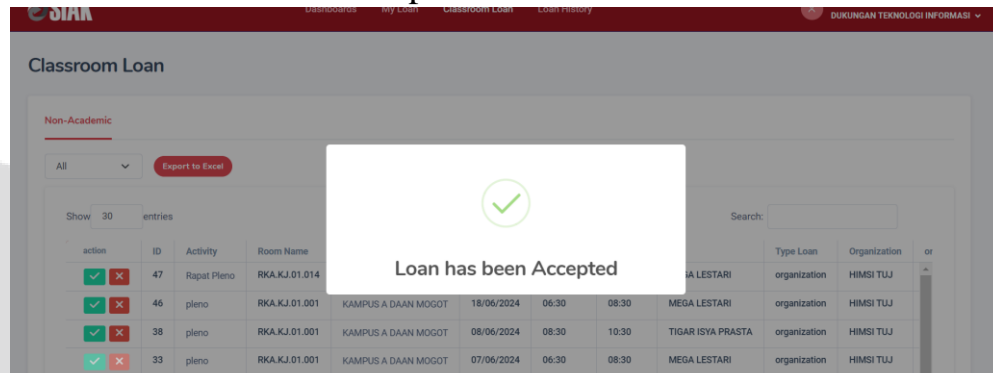 SIAK Dashboards My Loan Classroom Loan Loan History DUKUNGAN TEKNOLOGI INFORMASI
Classroom Loan
Non-Academic
All Export to Excel
Show 30 entries Search:
action ID Activity Room Name Type Loan Organization or
Loan has been Accepted
47 Rapat Pleno RKA.KJ.01.014 LESTARI organization HIMSI TUJ
46 pleno RKA.KJ.01.001 KAMPUS A DAAN MOGOT 18/06/2024 06:30 08:30 MEGA LESTARI organization HIMSI TUJ
38 pleno RKA.KJ.01.001 KAMPUS A DAAN MOGOT 08/06/2024 08:30 10:30 TIGAR ISYA PRASTA organization HIMSI TUJ
33 pleno RKA.KJ.01.001 KAMPUS A DAAN MOGOT 07/06/2024 06:30 08:30 MEGA LESTARI organization HIMSI TUJ